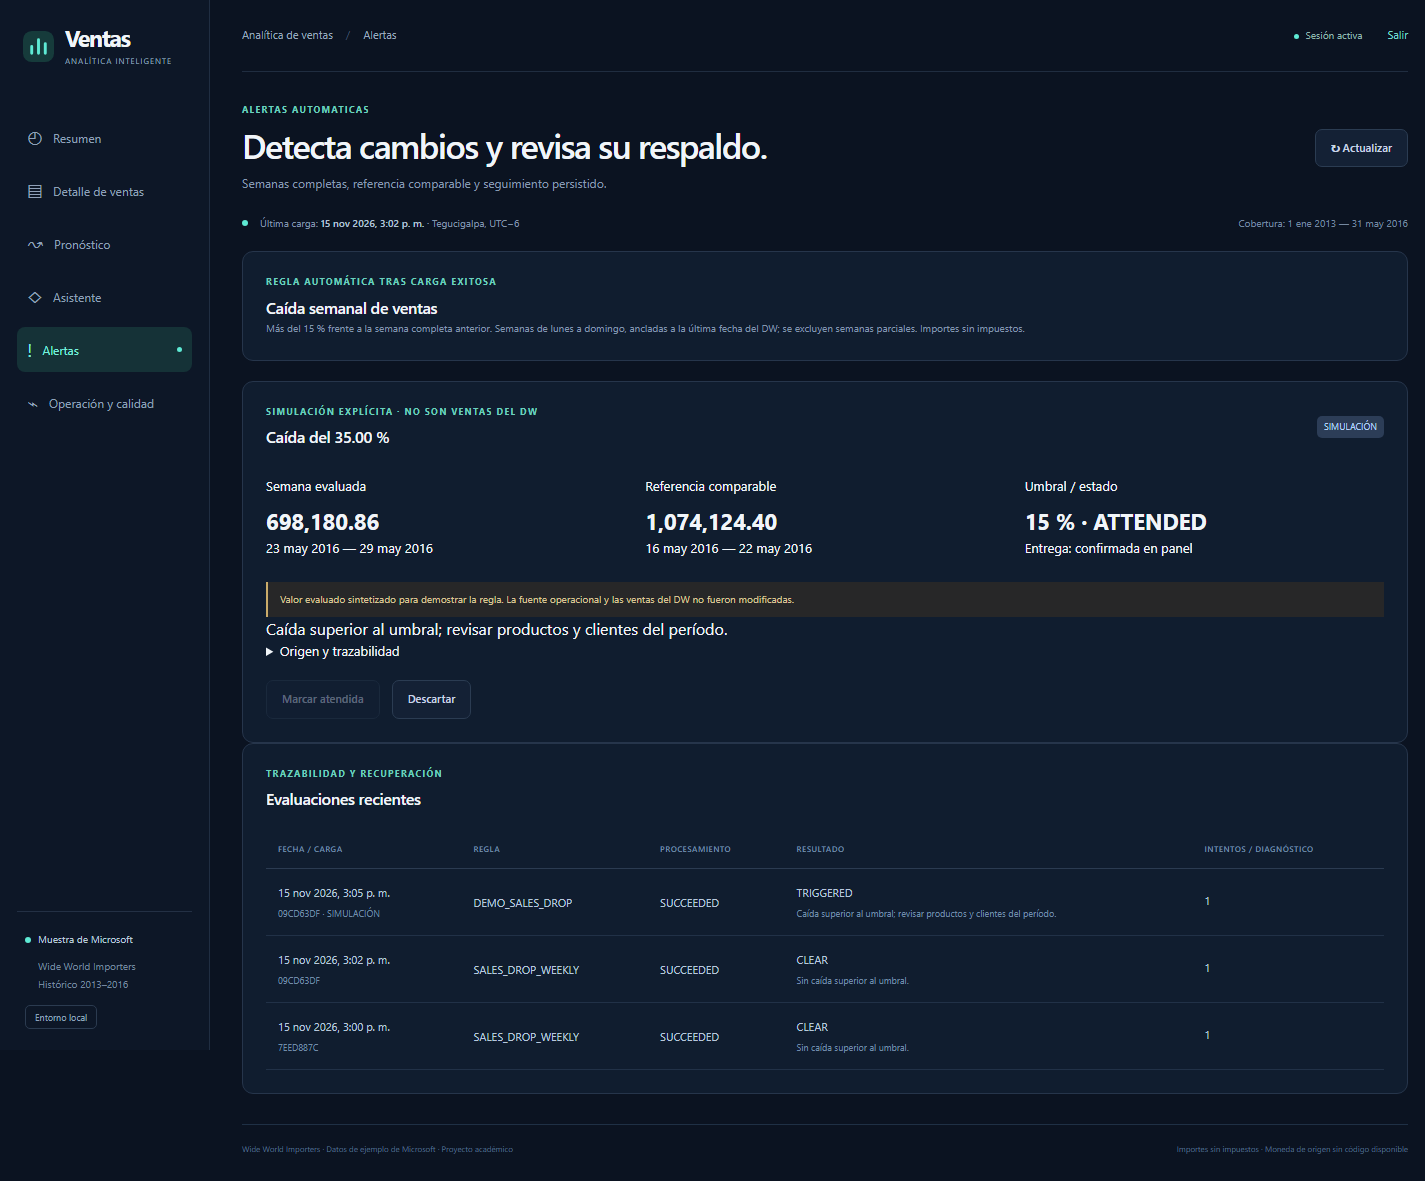 Ventas
ANALÍTICA INTELIGENTE
Resumen
Detalle de ventas
Pronóstico
Asistente
! Alertas
Operación y calidad
Muestra de Microsoft
Wide World Importers
Histórico 2013–2016
Entorno local
Analítica de ventas / Alertas
Sesión activa Salir
ALERTAS AUTOMATICAS
Detecta cambios y revisa su respaldo.
↻ Actualizar
Semanas completas, referencia comparable y seguimiento persistido.
Última carga: 15 nov 2026, 3:02 p. m. · Tegucigalpa, UTC−6
Cobertura: 1 ene 2013 — 31 may 2016
REGLA AUTOMÁTICA TRAS CARGA EXITOSA
Caída semanal de ventas
Más del 15 % frente a la semana completa anterior. Semanas de lunes a domingo, ancladas a la última fecha del DW; se excluyen semanas parciales. Importes sin impuestos.
SIMULACIÓN EXPLÍCITA · NO SON VENTAS DEL DW
Caída del 35.00 %
SIMULACIÓN
Semana evaluada
698,180.86
23 may 2016 — 29 may 2016
Referencia comparable
1,074,124.40
16 may 2016 — 22 may 2016
Umbral / estado
15 % · ATTENDED
Entrega: confirmada en panel
Valor evaluado sintetizado para demostrar la regla. La fuente operacional y las ventas del DW no fueron modificadas.
Caída superior al umbral; revisar productos y clientes del período.
▶ Origen y trazabilidad
Marcar atendida
Descartar
TRAZABILIDAD Y RECUPERACIÓN
Evaluaciones recientes
FECHA / CARGA REGLA PROCESAMIENTO RESULTADO INTENTOS / DIAGNÓSTICO
15 nov 2026, 3:05 p. m.
09CD63DF · SIMULACIÓN
DEMO_SALES_DROP
SUCCEEDED
TRIGGERED
Caída superior al umbral; revisar productos y clientes del período.
1
15 nov 2026, 3:02 p. m.
09CD63DF
SALES_DROP_WEEKLY
SUCCEEDED
CLEAR
Sin caída superior al umbral.
1
15 nov 2026, 3:00 p. m.
7EED887C
SALES_DROP_WEEKLY
SUCCEEDED
CLEAR
Sin caída superior al umbral.
1
Wide World Importers · Datos de ejemplo de Microsoft · Proyecto académico
Importes sin impuestos · Moneda de origen sin código disponible